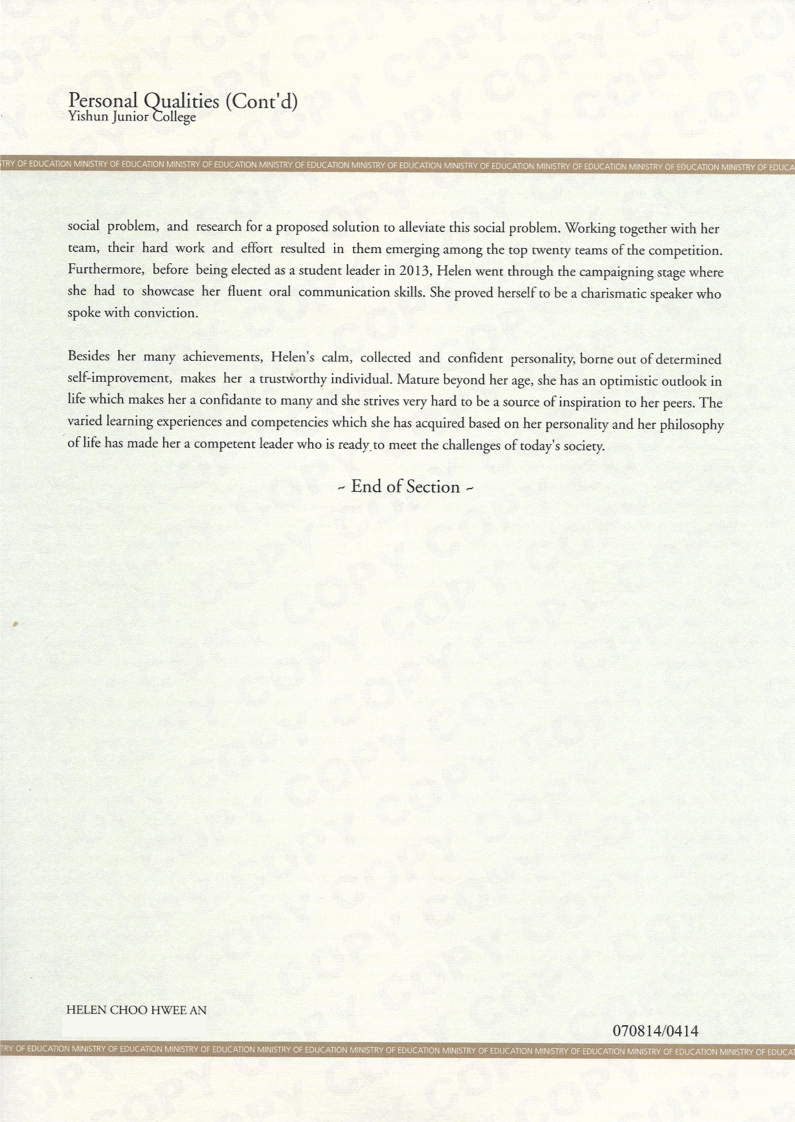 Personal Qualities (Cont'd)
Yishun Junior College
TRY OF EDUCATION MINISTRY OF EDUCATION MINISTRY OF EDUCATION MINISTRY OF EDUCATION MINISTRY OF EDUCATION MINISTRY OF EDUCATION MINISTRY OF EDUCATION MINISTRY OF EDUCATION MINISTRY OF EDUCA
social problem, and research for a proposed solution to alleviate this social problem. Working together with her
team, their hard work and effort resulted in them emerging among the top twenty teams of the competition.
Furthermore, before being elected as a student leader in 2013, Helen went through the campaigning stage where
she had to showcase her fluent oral communication skills. She proved herself to be a charismatic speaker who
spoke with conviction.
Besides her many achievements, Helen's calm, collected and confident personality, borne out of determined
self-improvement, makes her a trustworthy individual. Mature beyond her age, she has an optimistic outlook in
life which makes her a confidante to many and she strives very hard to be a source of inspiration to her peers. The
varied learning experiences and competencies which she has acquired based on her personality and her philosophy
of life has made her a competent leader who is ready to meet the challenges of today's society.
~ End of Section ~
HELEN CHOO HWEE AN
070814/0414
TRY OF EDUCATION MINISTRY OF EDUCATION MINISTRY OF EDUCATION MINISTRY OF EDUCATION MINISTRY OF EDUCATION MINISTRY OF EDUCATION MINISTRY OF EDUCATION MINISTRY OF EDUCATION MINISTRY OF EDUCAT